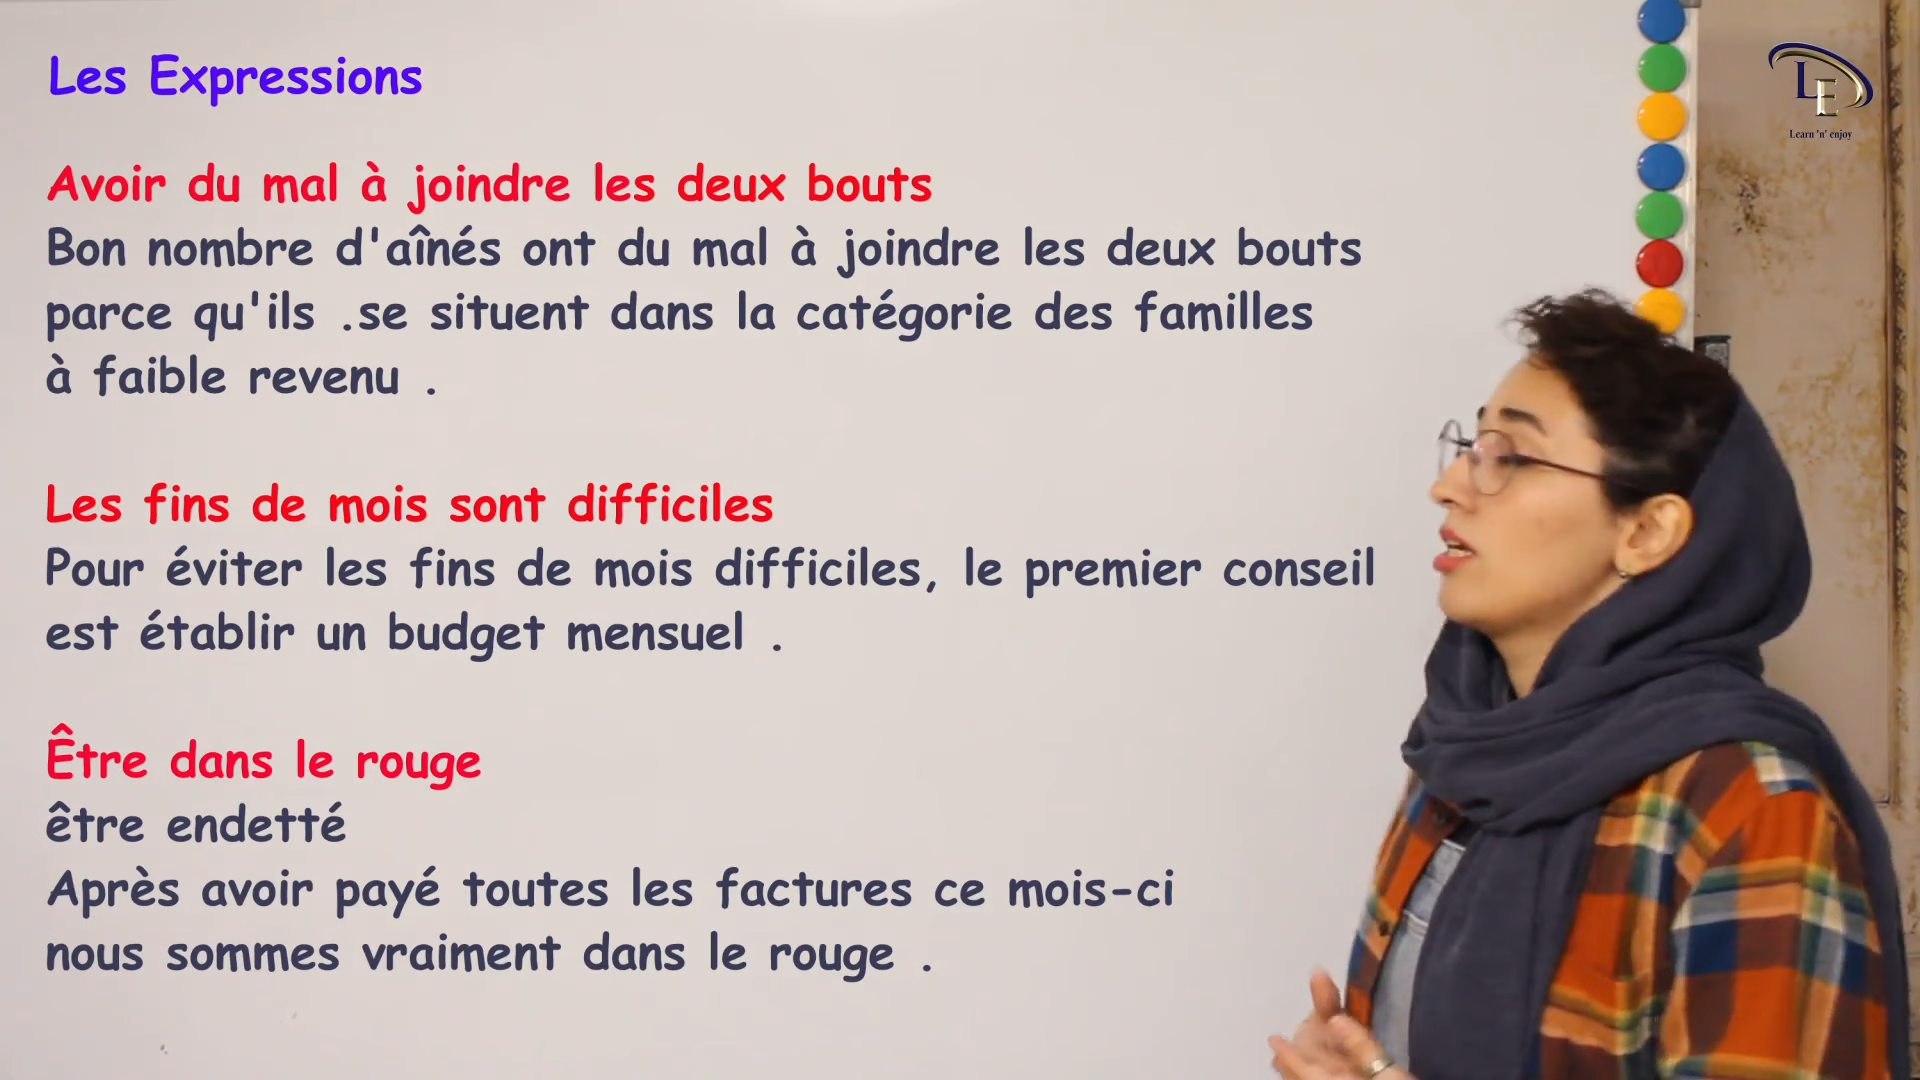 Les Expressions
Avoir du mal à joindre les deux bouts
Bon nombre d'aînés ont du mal à joindre les deux bouts
parce qu'ils .se situent dans la catégorie des familles
à faible revenu .
Les fins de mois sont difficiles
Pour éviter les fins de mois difficiles, le premier conseil
est établir un budget mensuel .
Être dans le rouge
être endetté
Après avoir payé toutes les factures ce mois-ci
nous sommes vraiment dans le rouge .
LE
Learn 'n' enjoy